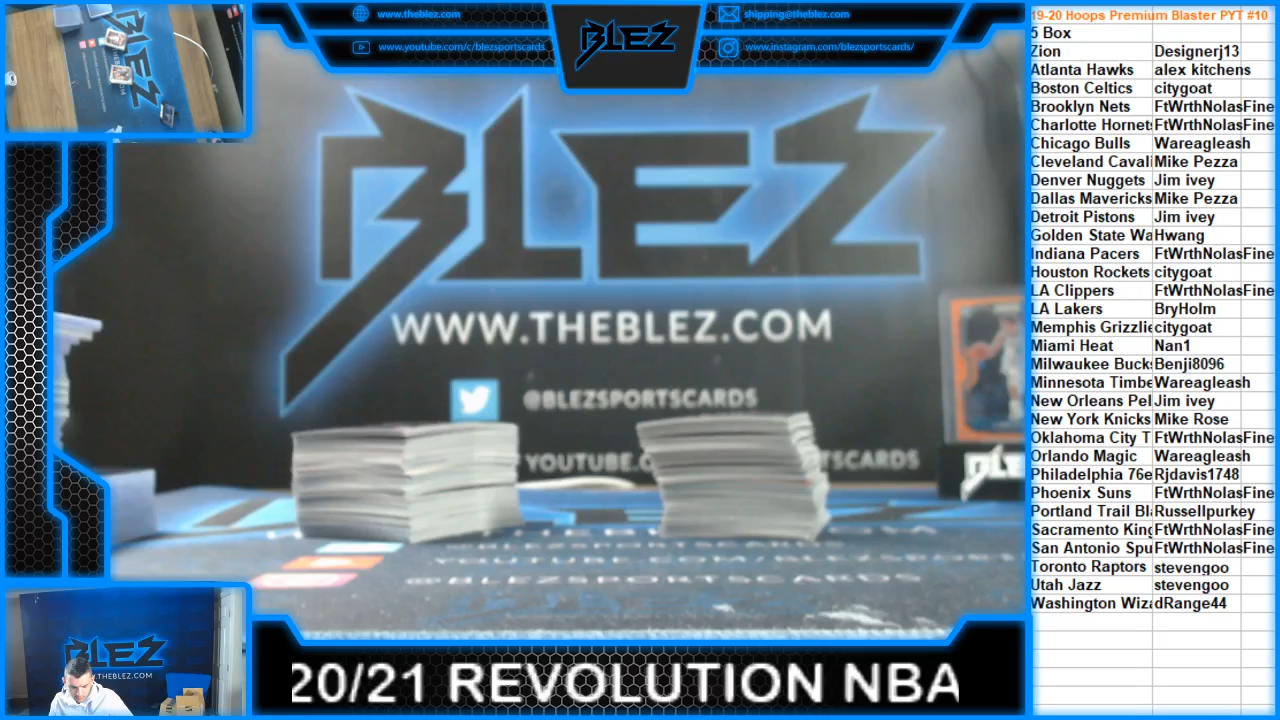 www.theblez.com
www.youtube.com/c/blezsportscards
BLEZ
shipping@theblez.com
www.instagram.com/blezsportscards/
BLEZ
BLEZ
WWW.THEBLEZ.COM
@BLEZSPORTSCARDS
@BLEZSPORTSCARDS
BLEZ
WWW.THEBLEZ.COM
20/21 REVOLUTION NBA
19-20 Hoops Premium Blaster PYT #10
5 Box
Zion Designerj13
Atlanta Hawks alex kitchens
Boston Celtics citygoat
Brooklyn Nets FtWrthNolasFine
Charlotte Hornets FtWrthNolasFine
Chicago Bulls Wareagleash
Cleveland Cavali Mike Pezza
Denver Nuggets Jim ivey
Dallas Mavericks Mike Pezza
Detroit Pistons Jim ivey
Golden State Wa Hwang
Indiana Pacers FtWrthNolasFine
Houston Rockets citygoat
LA Clippers FtWrthNolasFine
LA Lakers BryHolm
Memphis Grizzlie citygoat
Miami Heat Nan1
Milwaukee Bucks Benji8096
Minnesota Timbe Wareagleash
New Orleans Pel Jim ivey
New York Knicks Mike Rose
Oklahoma City T FtWrthNolasFine
Orlando Magic Wareagleash
Philadelphia 76e Rjdavis1748
Phoenix Suns FtWrthNolasFine
Portland Trail Bl Russellpurkey
Sacramento King FtWrthNolasFine
San Antonio Spu FtWrthNolasFine
Toronto Raptors stevengoo
Utah Jazz stevengoo
Washington Wiza dRange44